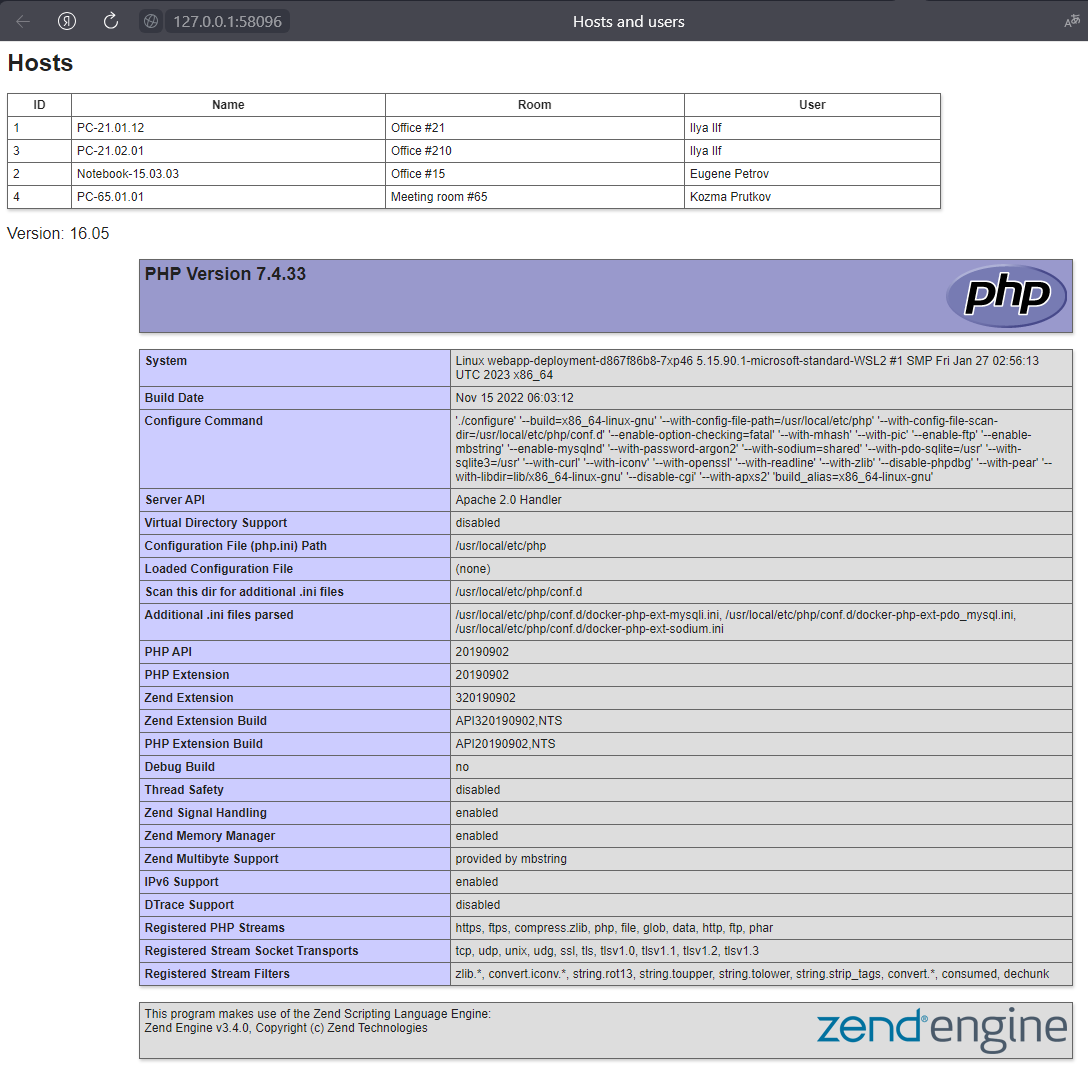 127.0.0.1:58096 Hosts and users
Hosts
ID Name Room User
1 PC-21.01.12 Office #21 Ilya Ilf
3 PC-21.02.01 Office #210 Ilya Ilf
2 Notebook-15.03.03 Office #15 Eugene Petrov
4 PC-65.01.01 Meeting room #65 Kozma Prutkov
Version: 16.05
PHP Version 7.4.33
php
System Linux webapp-deployment-d867f86b8-7xp46 5.15.90.1-microsoft-standard-WSL2 #1 SMP Fri Jan 27 02:56:13
UTC 2023 x86_64
Build Date Nov 15 2022 06:03:12
Configure Command './configure' '--build=x86_64-linux-gnu' '--with-config-file-path=/usr/local/etc/php' '--with-config-file-scan-
dir=/usr/local/etc/php/conf.d' '--enable-option-checking=fatal' '--with-mhash' '--with-pic' '--enable-ftp' '--enable-
mbstring' '--enable-mysqlnd' '--with-password-argon2' '--with-sodium=shared' '--with-pdo-sqlite=/usr' '--with-
sqlite3=/usr' '--with-curl' '--with-iconv' '--with-openssl' '--with-readline' '--with-zlib' '--disable-phpdbg' '--with-pear' '--
with-libdir=lib/x86_64-linux-gnu' '--disable-cgi' '--with-apxs2' 'build_alias=x86_64-linux-gnu'
Server API Apache 2.0 Handler
Virtual Directory Support disabled
Configuration File (php.ini) Path /usr/local/etc/php
Loaded Configuration File (none)
Scan this dir for additional .ini files /usr/local/etc/php/conf.d
Additional .ini files parsed /usr/local/etc/php/conf.d/docker-php-ext-mysqli.ini, /usr/local/etc/php/conf.d/docker-php-ext-pdo_mysql.ini,
/usr/local/etc/php/conf.d/docker-php-ext-sodium.ini
PHP API 20190902
PHP Extension 20190902
Zend Extension 320190902
Zend Extension Build API320190902,NTS
PHP Extension Build API20190902,NTS
Debug Build no
Thread Safety disabled
Zend Signal Handling enabled
Zend Memory Manager enabled
Zend Multibyte Support provided by mbstring
IPv6 Support enabled
DTrace Support disabled
Registered PHP Streams https, ftps, compress.zlib, php, file, glob, data, http, ftp, phar
Registered Stream Socket Transports tcp, udp, unix, udg, ssl, tls, tlsv1.0, tlsv1.1, tlsv1.2, tlsv1.3
Registered Stream Filters zlib.*, convert.iconv.*, string.rot13, string.toupper, string.tolower, string.strip_tags, convert.*, consumed, dechunk
This program makes use of the Zend Scripting Language Engine:
Zend Engine v3.4.0, Copyright (c) Zend Technologies
zend® engine